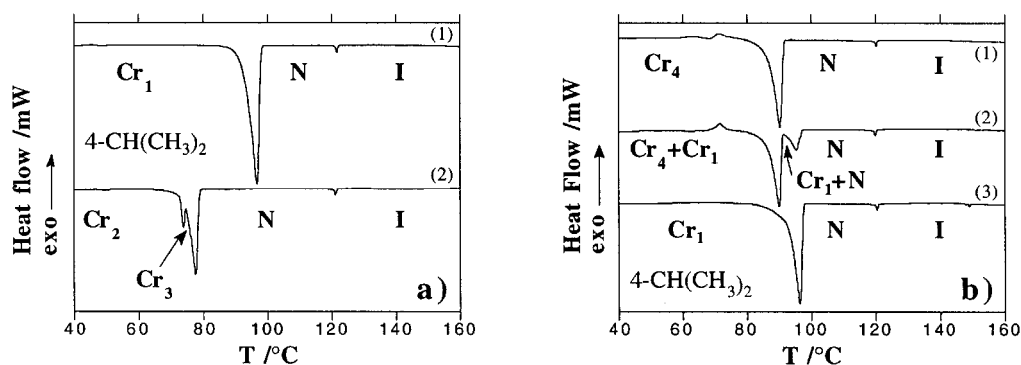 Heat flow /mW
exo
(1)
Cr₁ N I
4-CH(CH₃)₂
(2)
Cr₂ N I
Cr₃
a)
40 60 80 100 120 140 160
T /°C
Heat Flow /mW
exo
(1)
Cr₄ N I
(2)
Cr₄+Cr₁ N I
Cr₁+N
(3)
Cr₁ N I
4-CH(CH₃)₂
b)
40 60 80 100 120 140 160
T /°C